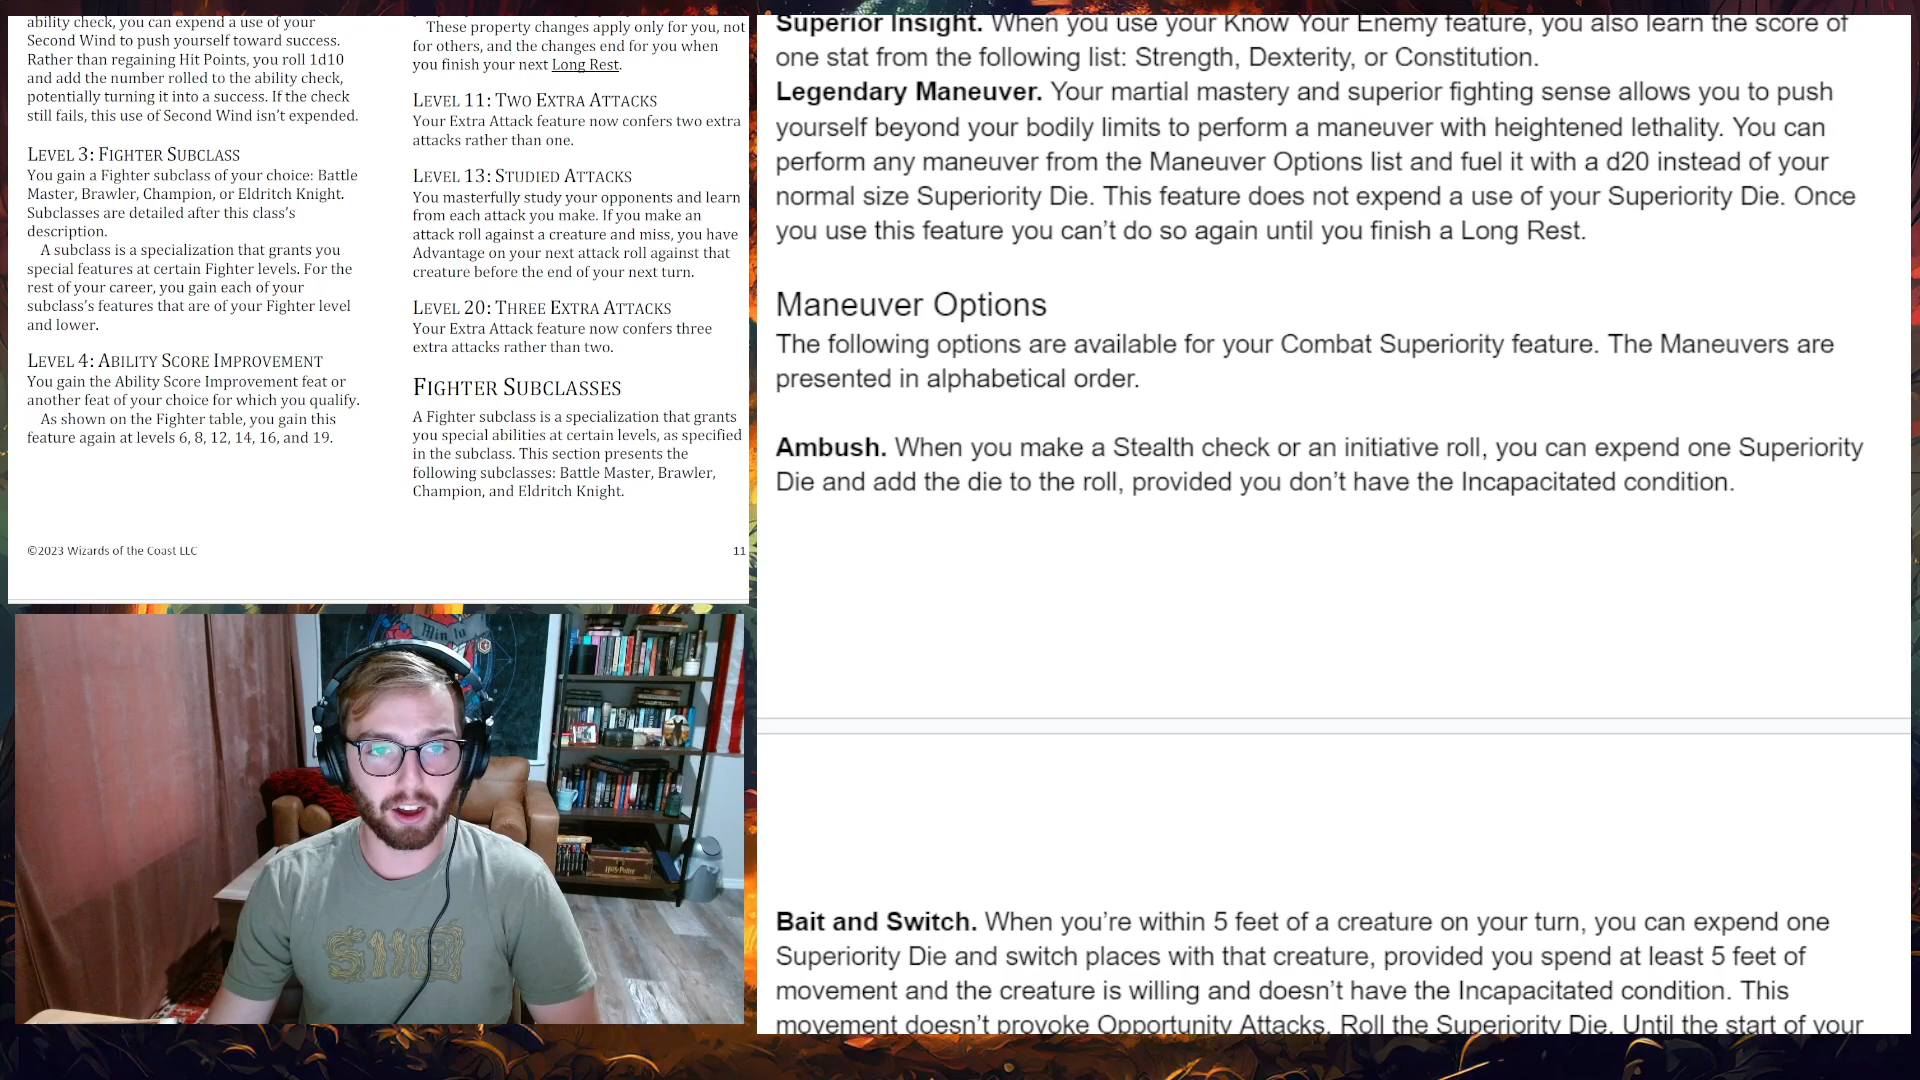 ability check, you can expend a use of your
Second Wind to push yourself toward success.
Rather than regaining Hit Points, you roll 1d10
and add the number rolled to the ability check,
potentially turning it into a success. If the check
still fails, this use of Second Wind isn’t expended.
LEVEL 3: FIGHTER SUBCLASS
You gain a Fighter subclass of your choice: Battle
Master, Brawler, Champion, or Eldritch Knight.
Subclasses are detailed after this class’s
description.
A subclass is a specialization that grants you
special features at certain Fighter levels. For the
rest of your career, you gain each of your
subclass’s features that are of your Fighter level
and lower.
LEVEL 4: ABILITY SCORE IMPROVEMENT
You gain the Ability Score Improvement feat or
another feat of your choice for which you qualify.
As shown on the Fighter table, you gain this
feature again at levels 6, 8, 12, 14, 16, and 19.
These property changes apply only for you, not
for others, and the changes end for you when
you finish your next Long Rest.
LEVEL 11: TWO EXTRA ATTACKS
Your Extra Attack feature now confers two extra
attacks rather than one.
LEVEL 13: STUDIED ATTACKS
You masterfully study your opponents and learn
from each attack you make. If you make an
attack roll against a creature and miss, you have
Advantage on your next attack roll against that
creature before the end of your next turn.
LEVEL 20: THREE EXTRA ATTACKS
Your Extra Attack feature now confers three
extra attacks rather than two.
FIGHTER SUBCLASSES
A Fighter subclass is a specialization that grants
you special abilities at certain levels, as specified
in the subclass. This section presents the
following subclasses: Battle Master, Brawler,
Champion, and Eldritch Knight.
©2023 Wizards of the Coast LLC
11
Superior Insight. When you use your Know Your Enemy feature, you also learn the score of
one stat from the following list: Strength, Dexterity, or Constitution.
Legendary Maneuver. Your martial mastery and superior fighting sense allows you to push
yourself beyond your bodily limits to perform a maneuver with heightened lethality. You can
perform any maneuver from the Maneuver Options list and fuel it with a d20 instead of your
normal size Superiority Die. This feature does not expend a use of your Superiority Die. Once
you use this feature you can’t do so again until you finish a Long Rest.
Maneuver Options
The following options are available for your Combat Superiority feature. The Maneuvers are
presented in alphabetical order.
Ambush. When you make a Stealth check or an initiative roll, you can expend one Superiority
Die and add the die to the roll, provided you don’t have the Incapacitated condition.
Bait and Switch. When you’re within 5 feet of a creature on your turn, you can expend one
Superiority Die and switch places with that creature, provided you spend at least 5 feet of
movement and the creature is willing and doesn’t have the Incapacitated condition. This
movement doesn’t provoke Opportunity Attacks. Roll the Superiority Die. Until the start of your
Harry Potter